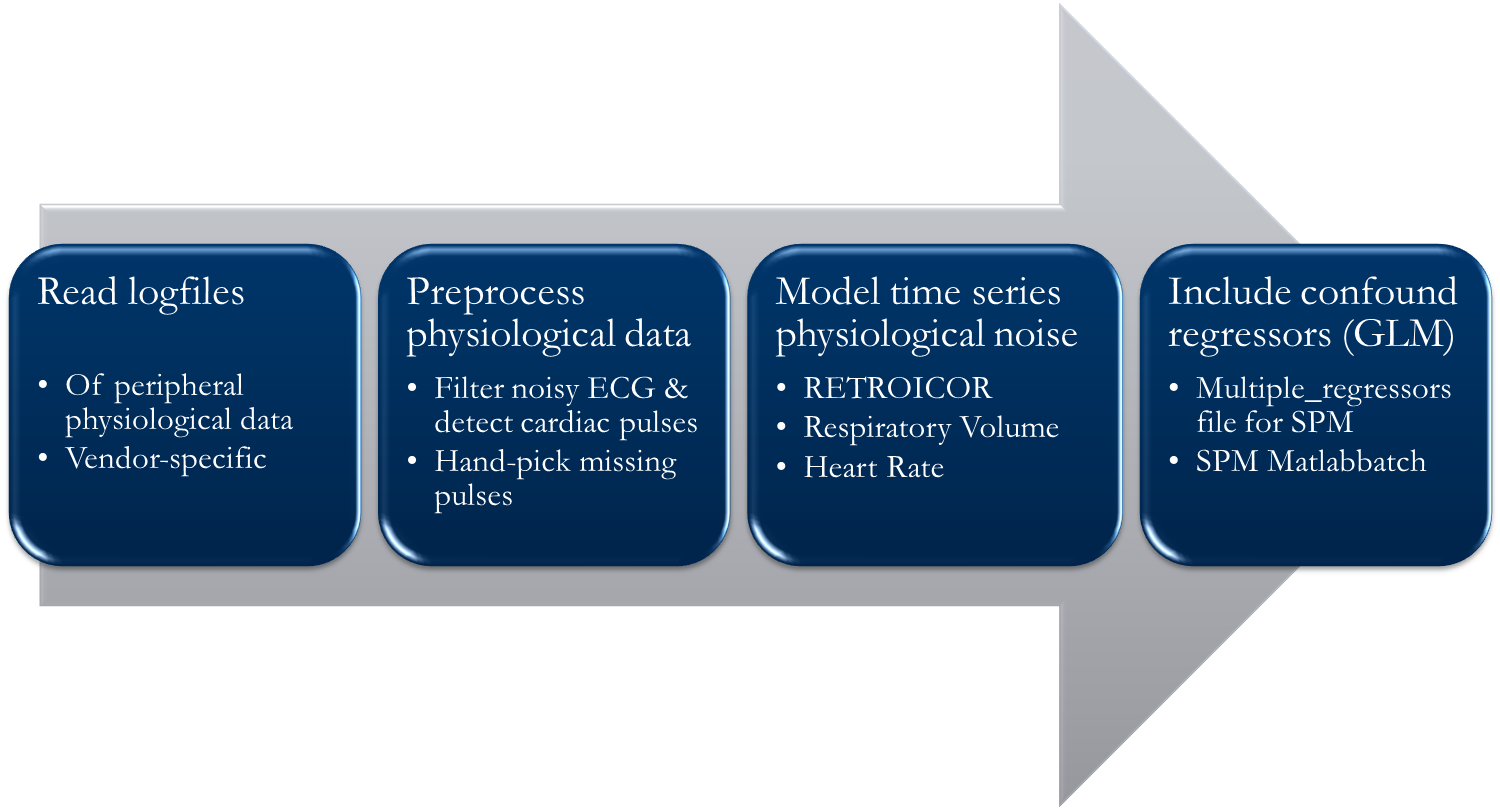 Read logfiles
• Of peripheral
physiological data
• Vendor-specific
Preprocess
physiological data
• Filter noisy ECG &
detect cardiac pulses
• Hand-pick missing
pulses
Model time series
physiological noise
• RETROICOR
• Respiratory Volume
• Heart Rate
Include confound
regressors (GLM)
• Multiple_regressors
file for SPM
• SPM Matlabbatch